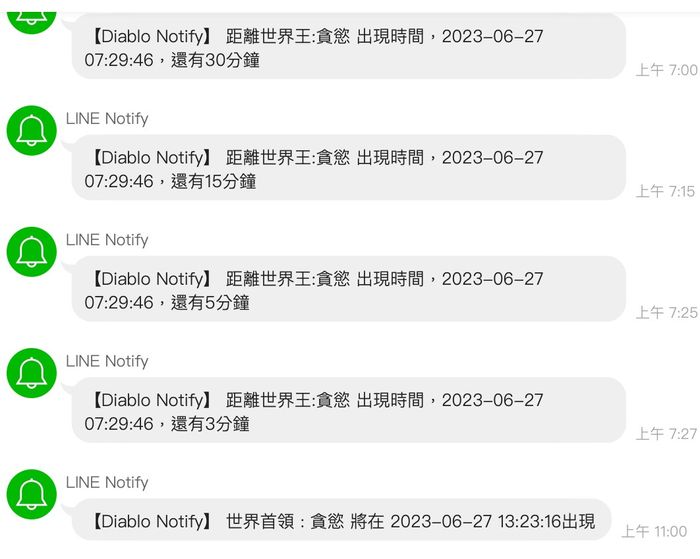 【Diablo Notify】 距離世界王:貪慾 出現時間，2023-06-27
07:29:46，還有30分鐘
上午 7:00
LINE Notify
【Diablo Notify】 距離世界王:貪慾 出現時間，2023-06-27
07:29:46，還有15分鐘
上午 7:15
LINE Notify
【Diablo Notify】 距離世界王:貪慾 出現時間，2023-06-27
07:29:46，還有5分鐘
上午 7:25
LINE Notify
【Diablo Notify】 距離世界王:貪慾 出現時間，2023-06-27
07:29:46，還有3分鐘
上午 7:27
LINE Notify
【Diablo Notify】 世界首領：貪慾 將在 2023-06-27 13:23:16出現
上午 11:00